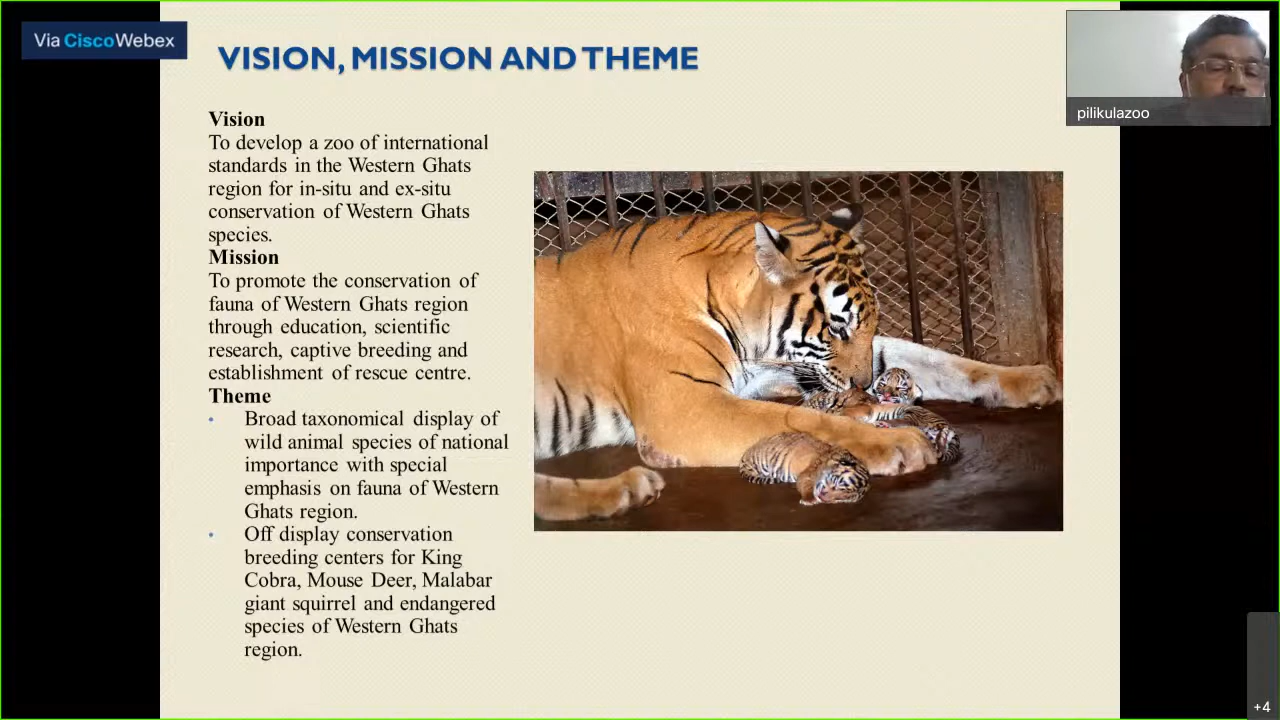 Via CiscoWebex
VISION, MISSION AND THEME
pilikulazoo
Vision
To develop a zoo of international
standards in the Western Ghats
region for in-situ and ex-situ
conservation of Western Ghats
species.
Mission
To promote the conservation of
fauna of Western Ghats region
through education, scientific
research, captive breeding and
establishment of rescue centre.
Theme
• Broad taxonomical display of
wild animal species of national
importance with special
emphasis on fauna of Western
Ghats region.
• Off display conservation
breeding centers for King
Cobra, Mouse Deer, Malabar
giant squirrel and endangered
species of Western Ghats
region.
+4